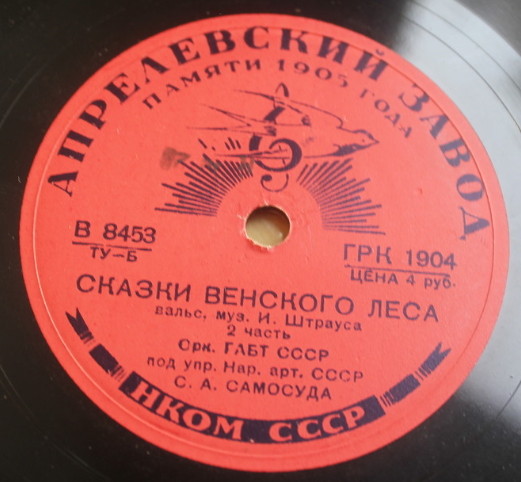 АПРЕЛЕВСКИЙ ЗАВОД
ПАМЯТИ 1905 ГОДА
В 8453
ТУ-Б
ГРК 1904
ЦЕНА 4 руб.
СКАЗКИ ВЕНСКОГО ЛЕСА
вальс, муз. И. Штрауса
2 часть
Орк. ГАБТ СССР
под упр. Нар. арт. СССР
С. А. САМОСУДА
НКОМ СССР